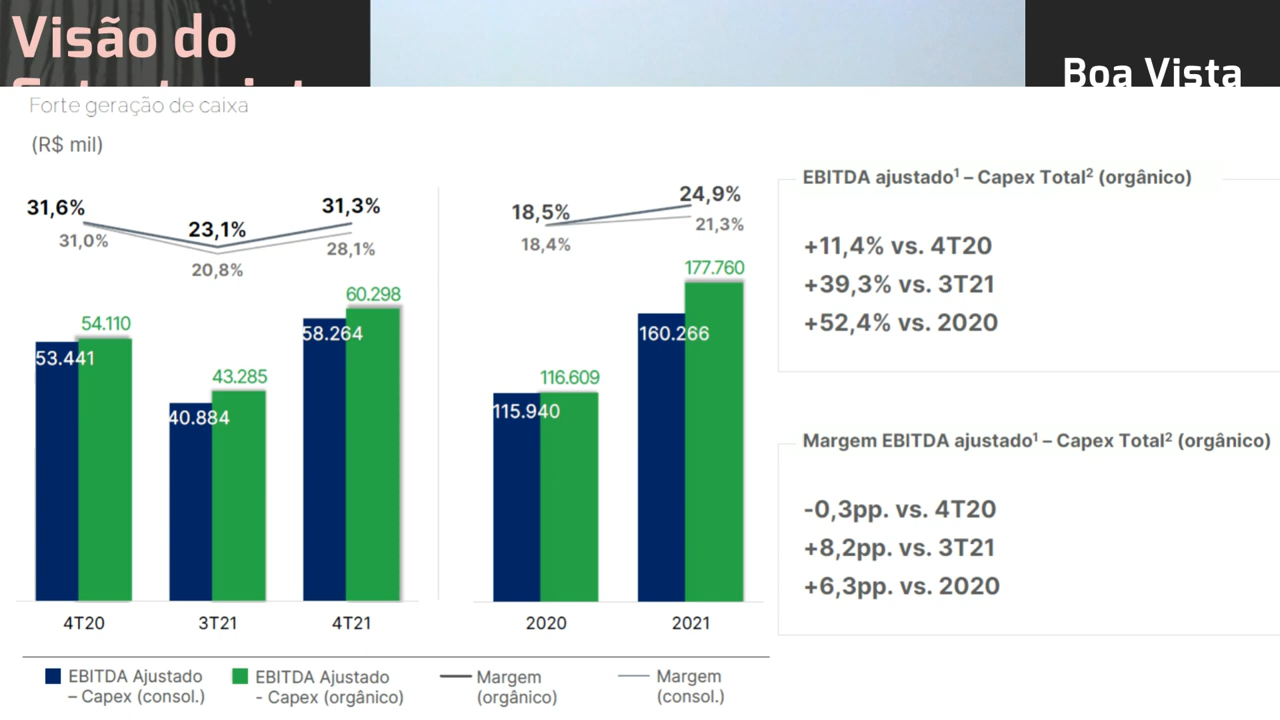 Visão do
Boa Vista
Forte geração de caixa
(R$ mil)
31,6%
31,0%
23,1%
20,8%
31,3%
28,1%
18,5%
18,4%
24,9%
21,3%
53.441
54.110
40.884
43.285
58.264
60.298
115.940
116.609
160.266
177.760
4T20
3T21
4T21
2020
2021
EBITDA Ajustado
– Capex (consol.)
EBITDA Ajustado
- Capex (orgânico)
Margem
(orgânico)
Margem
(consol.)
EBITDA ajustado¹ – Capex Total² (orgânico)
+11,4% vs. 4T20
+39,3% vs. 3T21
+52,4% vs. 2020
Margem EBITDA ajustado¹ – Capex Total² (orgânico)
-0,3pp. vs. 4T20
+8,2pp. vs. 3T21
+6,3pp. vs. 2020